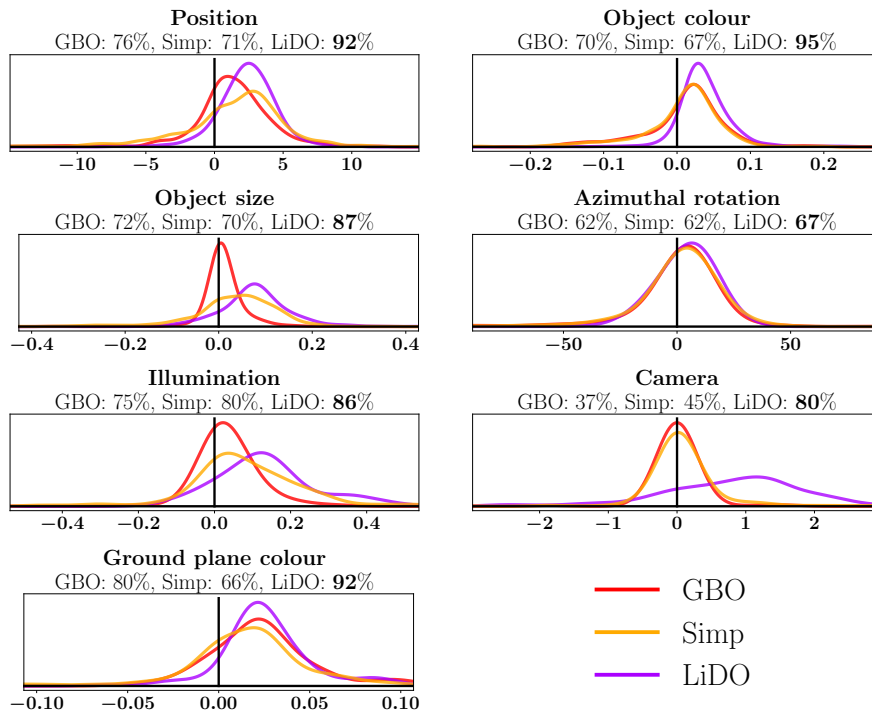 Position
GBO: 76%, Simp: 71%, LiDO: 92%
−10 −5 0 5 10
Object colour
GBO: 70%, Simp: 67%, LiDO: 95%
−0.2 −0.1 0.0 0.1 0.2
Object size
GBO: 72%, Simp: 70%, LiDO: 87%
−0.4 −0.2 0.0 0.2 0.4
Azimuthal rotation
GBO: 62%, Simp: 62%, LiDO: 67%
−50 0 50
Illumination
GBO: 75%, Simp: 80%, LiDO: 86%
−0.4 −0.2 0.0 0.2 0.4
Camera
GBO: 37%, Simp: 45%, LiDO: 80%
−2 −1 0 1 2
Ground plane colour
GBO: 80%, Simp: 66%, LiDO: 92%
−0.10 −0.05 0.00 0.05 0.10
GBO
Simp
LiDO